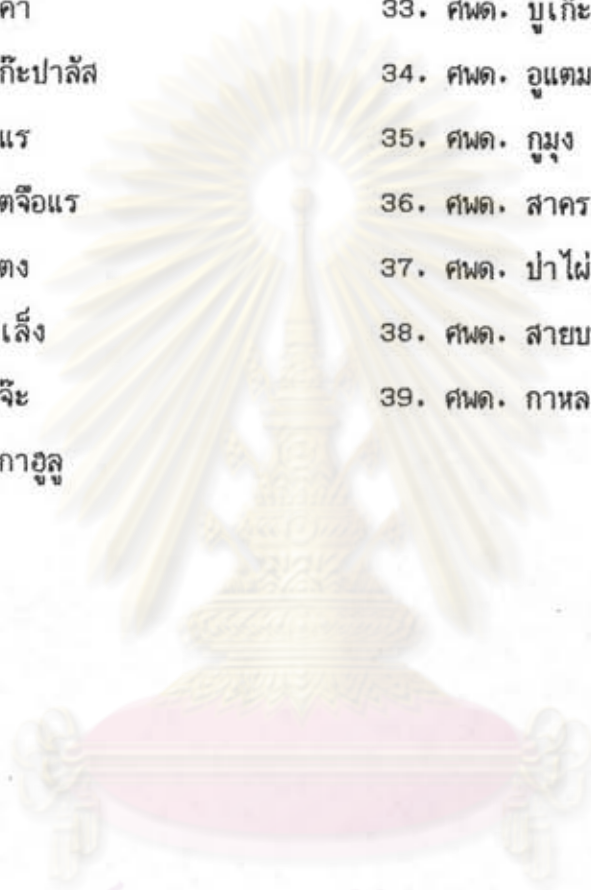 คา
33. ศพด. บูเก๊ะ
ก๊ะปาลัส
34. ศพด. อูแตม
แร
35. ศพด. กูมุง
ตจือแร
36. ศพด. สาคร
ตง
37. ศพด. ป่าไผ่
เล็ง
38. ศพด. สายบ
จ๊ะ
39. ศพด. กาหล
กาฮูลู